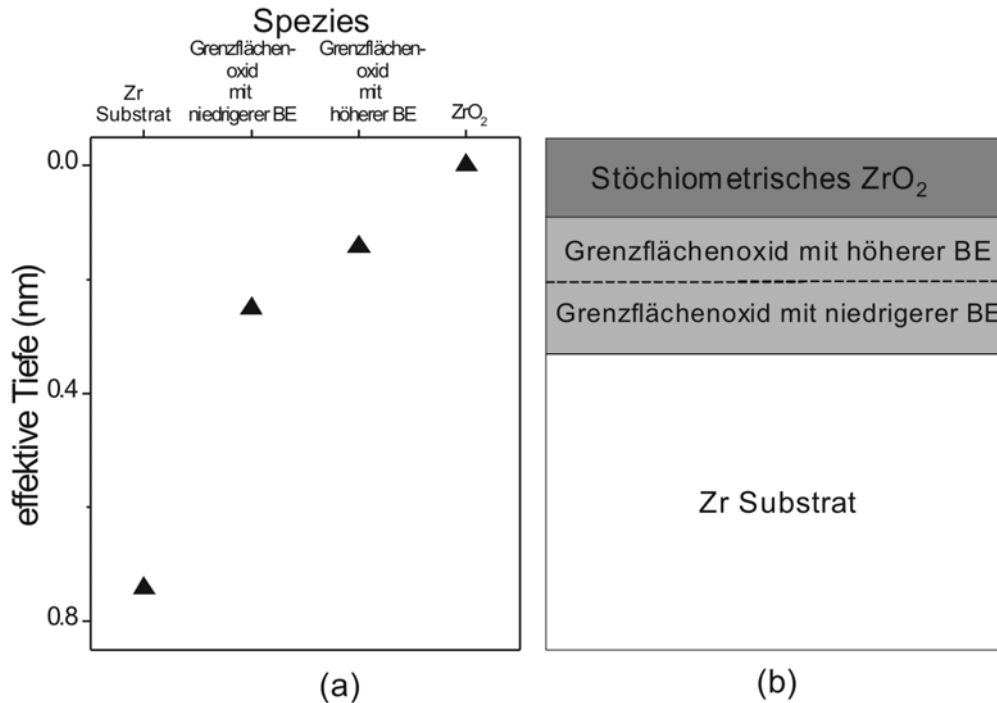 Spezies
Zr
Substrat
Grenzflächen-
oxid
mit
niedrigerer BE
Grenzflächen-
oxid
mit
höherer BE
ZrO₂
effektive Tiefe (nm)
0.0
0.4
0.8
(a)
Stöchiometrisches ZrO₂
Grenzflächenoxid mit höherer BE
Grenzflächenoxid mit niedrigerer BE
Zr Substrat
(b)